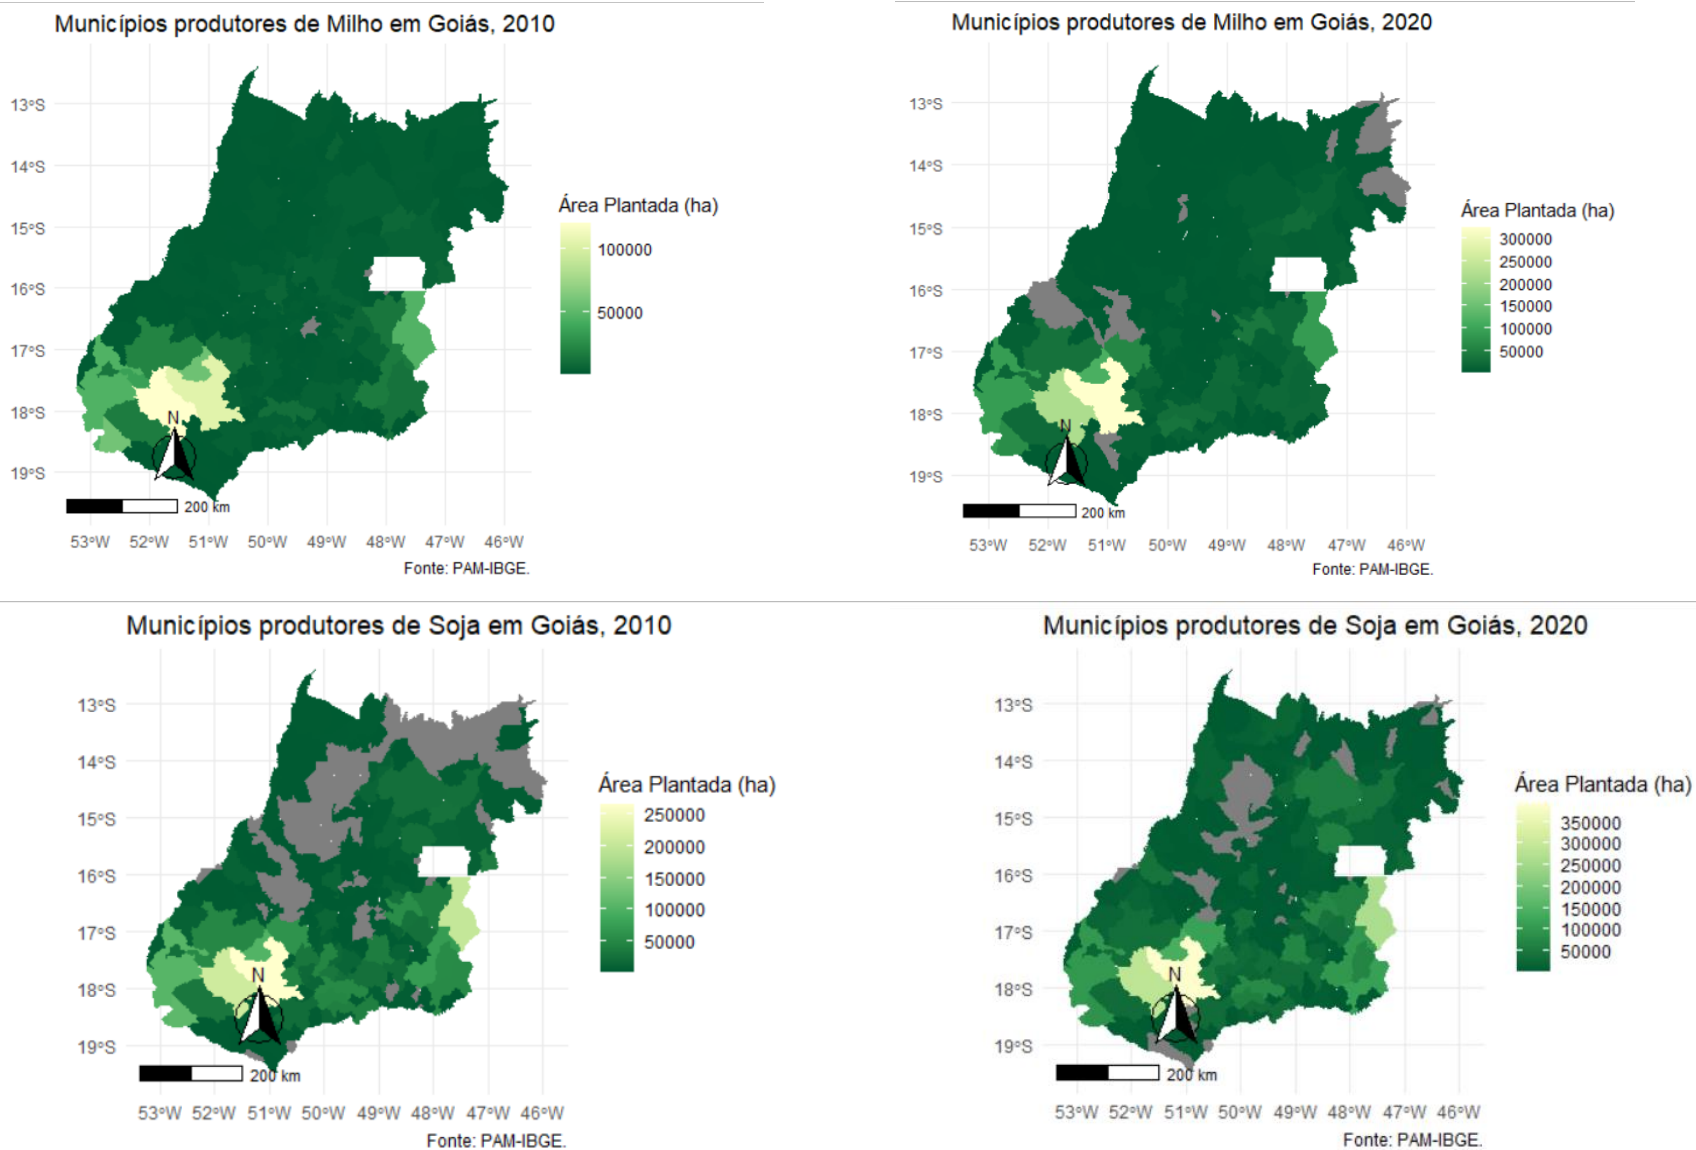 Municípios produtores de Milho em Goiás, 2010
13°S
14°S
15°S
16°S
17°S
18°S
19°S
Área Plantada (ha)
100000
50000
N
200 km
53°W 52°W 51°W 50°W 49°W 48°W 47°W 46°W
Fonte: PAM-IBGE.
Municípios produtores de Milho em Goiás, 2020
13°S
14°S
15°S
16°S
17°S
18°S
19°S
Área Plantada (ha)
300000
250000
200000
150000
100000
50000
N
200 km
53°W 52°W 51°W 50°W 49°W 48°W 47°W 46°W
Fonte: PAM-IBGE.
Municípios produtores de Soja em Goiás, 2010
13°S
14°S
15°S
16°S
17°S
18°S
19°S
Área Plantada (ha)
250000
200000
150000
100000
50000
N
200 km
53°W 52°W 51°W 50°W 49°W 48°W 47°W 46°W
Fonte: PAM-IBGE.
Municípios produtores de Soja em Goiás, 2020
13°S
14°S
15°S
16°S
17°S
18°S
19°S
Área Plantada (ha)
350000
300000
250000
200000
150000
100000
50000
N
200 km
53°W 52°W 51°W 50°W 49°W 48°W 47°W 46°W
Fonte: PAM-IBGE.